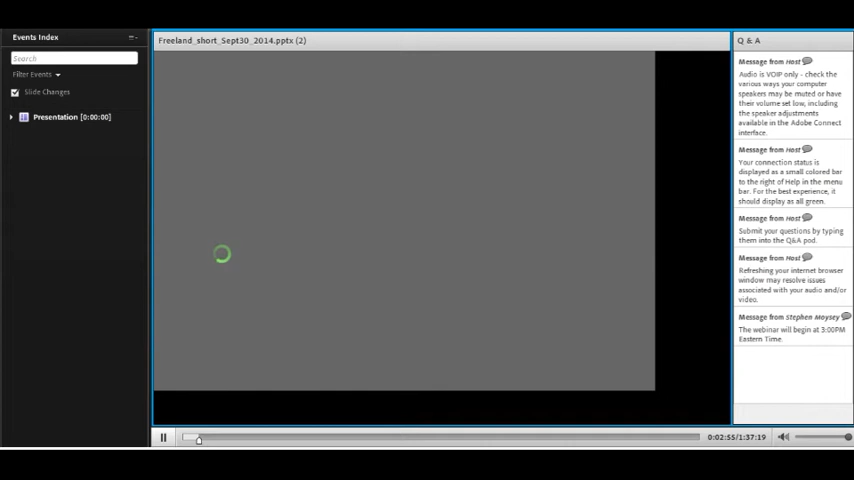 Events Index
Search
Filter Events
Slide Changes
Presentation [0:00:00]
Freeland_short_Sept30_2014.pptx (2)
Q & A
Message from Host
Audio is VOIP only - check the
various ways your computer
speakers may be muted or have
their volume set low, including
the speaker adjustments
available in the Adobe Connect
interface.
Message from Host
Your connection status is
displayed as a small colored bar
to the right of Help in the menu
bar. For the best experience, it
should display as all green.
Message from Host
Submit your questions by typing
them into the Q&A pod.
Message from Host
Refreshing your internet browser
window may resolve issues
associated with your audio and/or
video.
Message from Stephen Moysey
The webinar will begin at 3:00PM
Eastern Time.
0:02:55/1:37:19